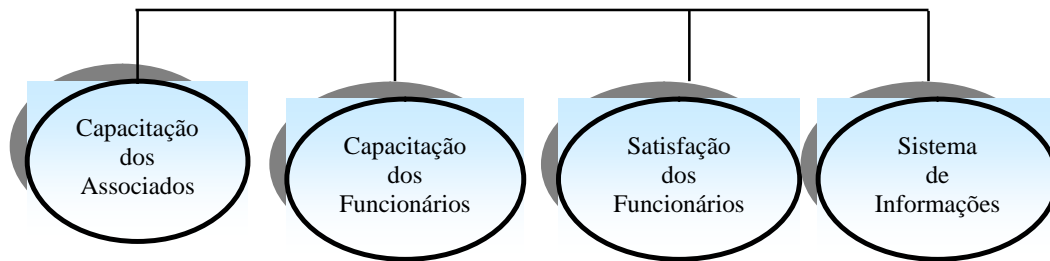 Capacitação
dos
Associados
Capacitação
dos
Funcionários
Satisfação
dos
Funcionários
Sistema
de
Informações